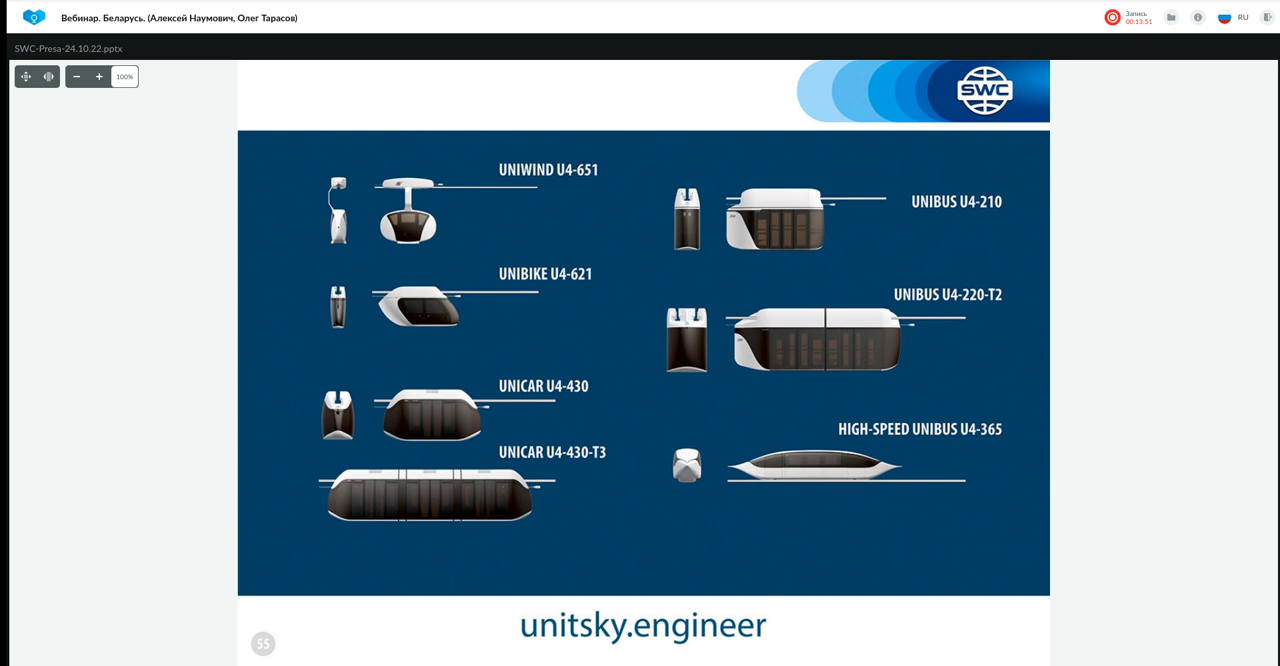 Вебинар. Беларусь. (Алексей Наумович, Олег Тарасов)
Запись
00:13:51
RU
SWC-Presa-24.10.22.pptx
100%
SWC
UNIWIND U4-651
UNIBIKE U4-621
UNICAR U4-430
UNICAR U4-430-T3
UNIBUS U4-210
UNIBUS U4-220-T2
HIGH-SPEED UNIBUS U4-365
unitsky.engineer
55